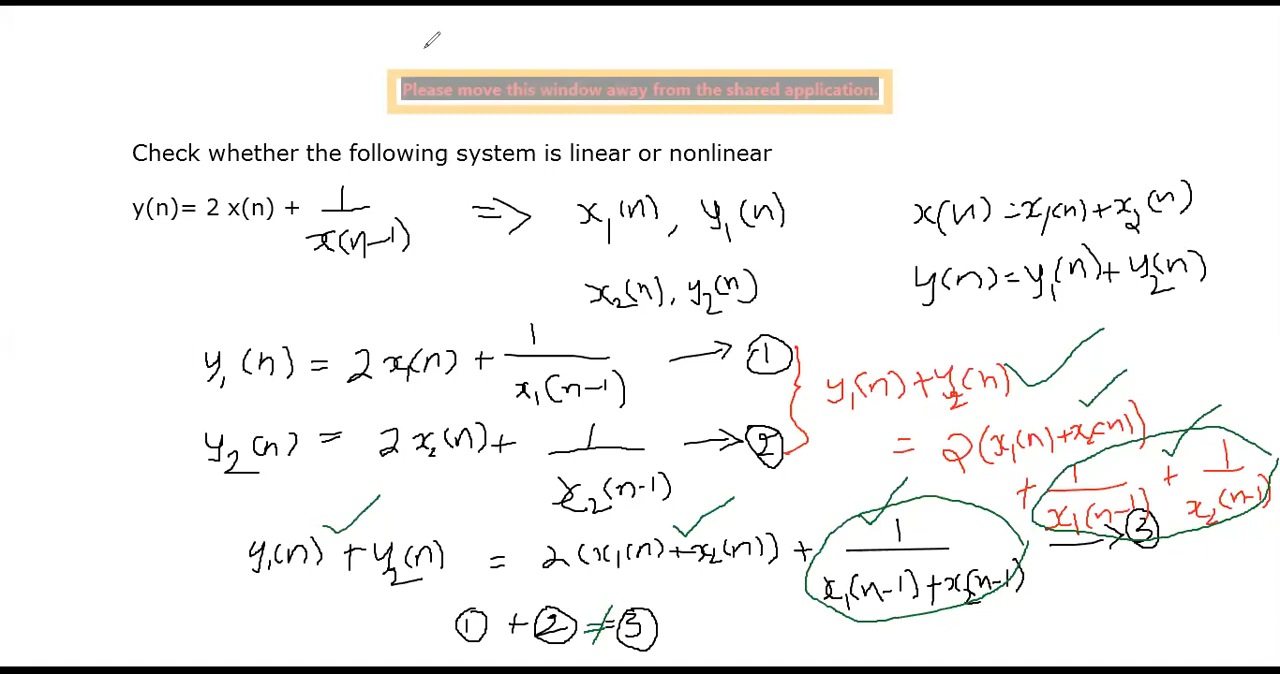 Please move this window away from the shared application.
Check whether the following system is linear or nonlinear
y(n)= 2 x(n) + 1/x(n-1) => x₁(n), y₁(n)
x(n) = x₁(n) + x₂(n)
x₂(n), y₂(n)
y(n) = y₁(n) + y₂(n)
y₁(n) = 2x₁(n) + 1/x₁(n-1) → ①
y₂(n) = 2x₂(n) + 1/x₂(n-1) → ②
y₁(n) + y₂(n)
= 2(x₁(n) + x₂(n))
+ 1/x₁(n-1) + 1/x₂(n-1)
y₁(n) + y₂(n) = 2(x₁(n) + x₂(n)) + 1/x₁(n-1) + x₂(n-1) → ③
① + ② ≠ ③